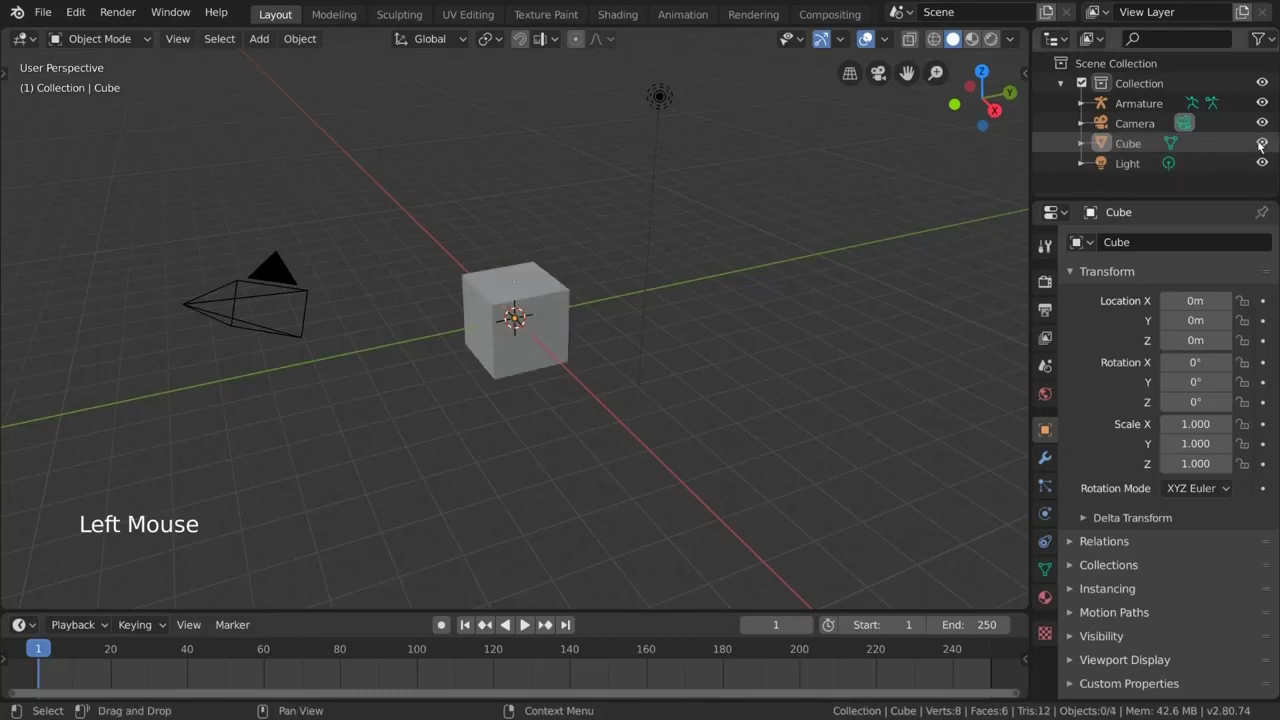 File Edit Render Window Help Layout Modeling Sculpting UV Editing Texture Paint Shading Animation Rendering Compositing Scene View Layer
Object Mode View Select Add Object Global
User Perspective
(1) Collection | Cube
Z
Y
X
Scene Collection
Collection
Armature
Camera
Cube
Light
Cube
Cube
Transform
Location X 0m
Y 0m
Z 0m
Rotation X 0°
Y 0°
Z 0°
Scale X 1.000
Y 1.000
Z 1.000
Rotation Mode XYZ Euler
Delta Transform
Relations
Collections
Instancing
Motion Paths
Visibility
Viewport Display
Custom Properties
Left Mouse
Playback Keying View Marker 1 Start: 1 End: 250
1 20 40 60 80 100 120 140 160 180 200 220 240
Select Drag and Drop Pan View Context Menu Collection | Cube | Verts:8 | Faces:6 | Tris:12 | Objects:0/4 | Mem: 42.6 MB | v2.80.74